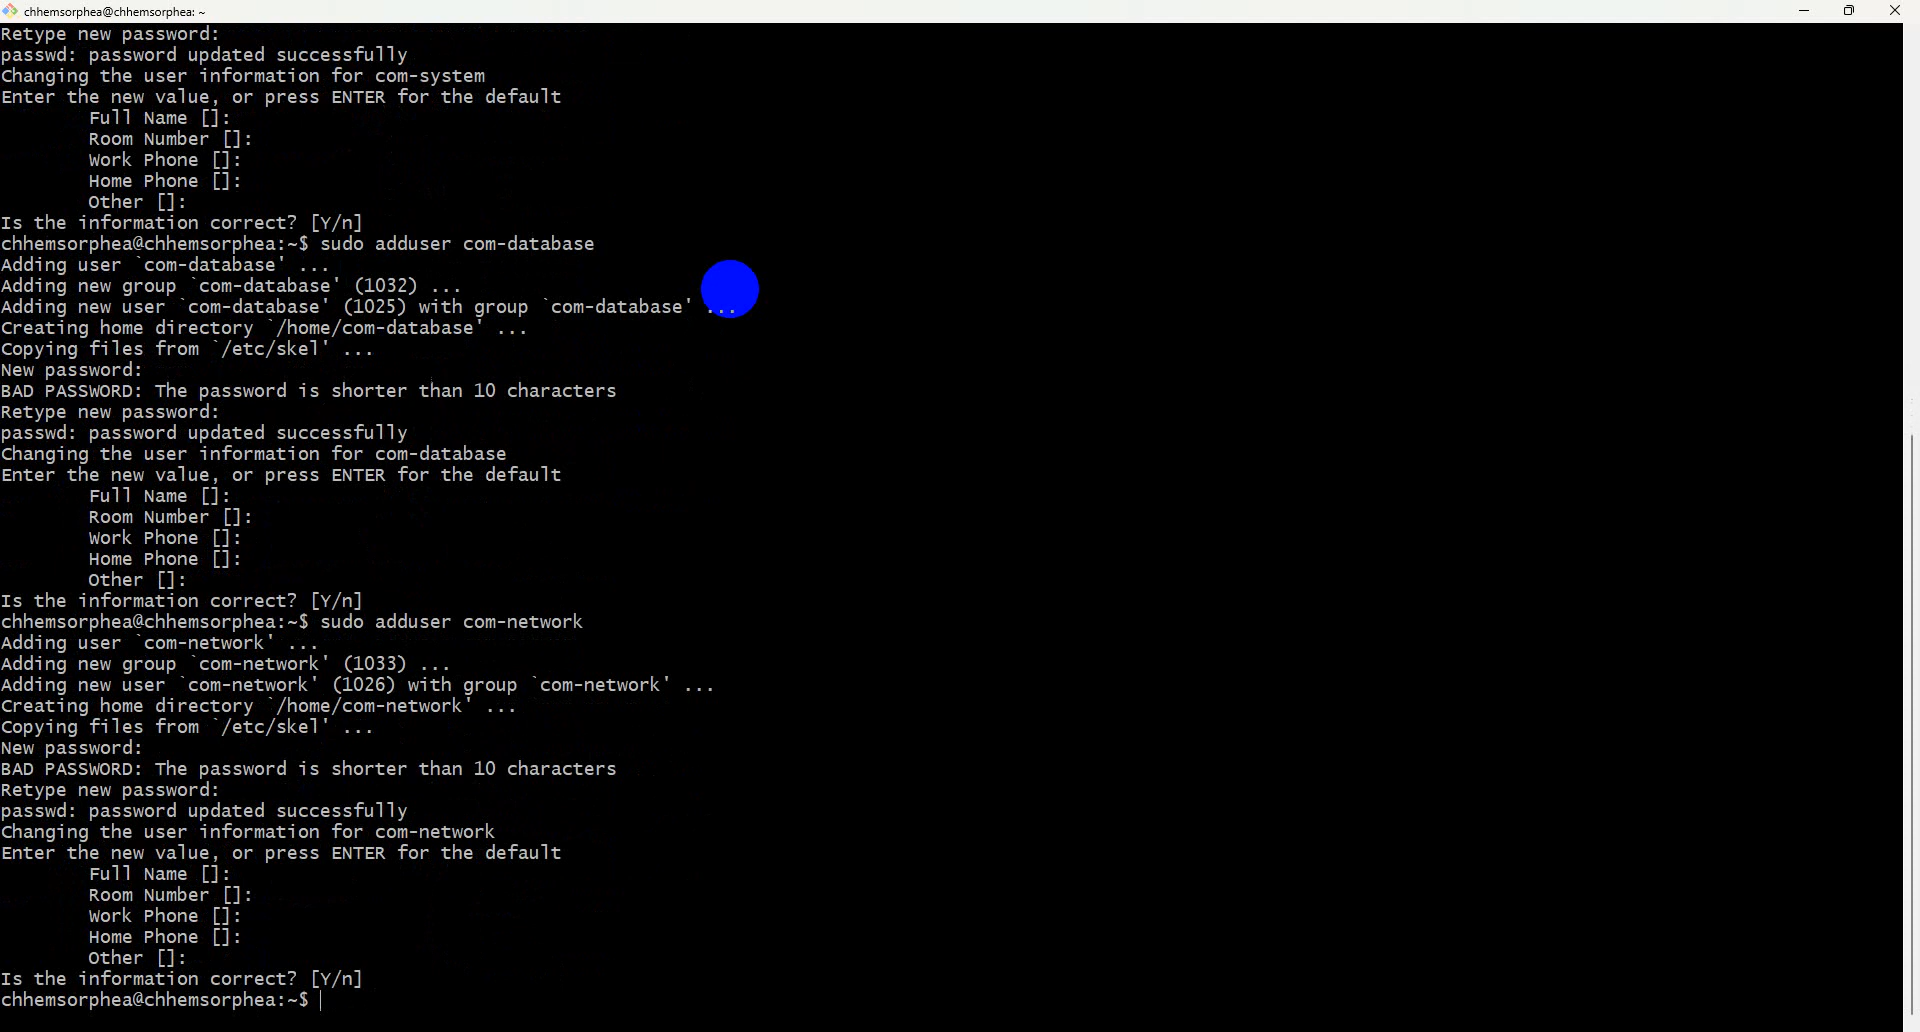 chhemsorphea@chhemsorphea: ~
Retype new password:
passwd: password updated successfully
Changing the user information for com-system
Enter the new value, or press ENTER for the default
        Full Name []:
        Room Number []:
        Work Phone []:
        Home Phone []:
        Other []:
Is the information correct? [Y/n]
chhemsorphea@chhemsorphea:~$ sudo adduser com-database
Adding user `com-database' ...
Adding new group `com-database' (1032) ...
Adding new user `com-database' (1025) with group `com-database' ...
Creating home directory `/home/com-database' ...
Copying files from `/etc/skel' ...
New password:
BAD PASSWORD: The password is shorter than 10 characters
Retype new password:
passwd: password updated successfully
Changing the user information for com-database
Enter the new value, or press ENTER for the default
        Full Name []:
        Room Number []:
        Work Phone []:
        Home Phone []:
        Other []:
Is the information correct? [Y/n]
chhemsorphea@chhemsorphea:~$ sudo adduser com-network
Adding user `com-network' ...
Adding new group `com-network' (1033) ...
Adding new user `com-network' (1026) with group `com-network' ...
Creating home directory `/home/com-network' ...
Copying files from `/etc/skel' ...
New password:
BAD PASSWORD: The password is shorter than 10 characters
Retype new password:
passwd: password updated successfully
Changing the user information for com-network
Enter the new value, or press ENTER for the default
        Full Name []:
        Room Number []:
        Work Phone []:
        Home Phone []:
        Other []:
Is the information correct? [Y/n]
chhemsorphea@chhemsorphea:~$